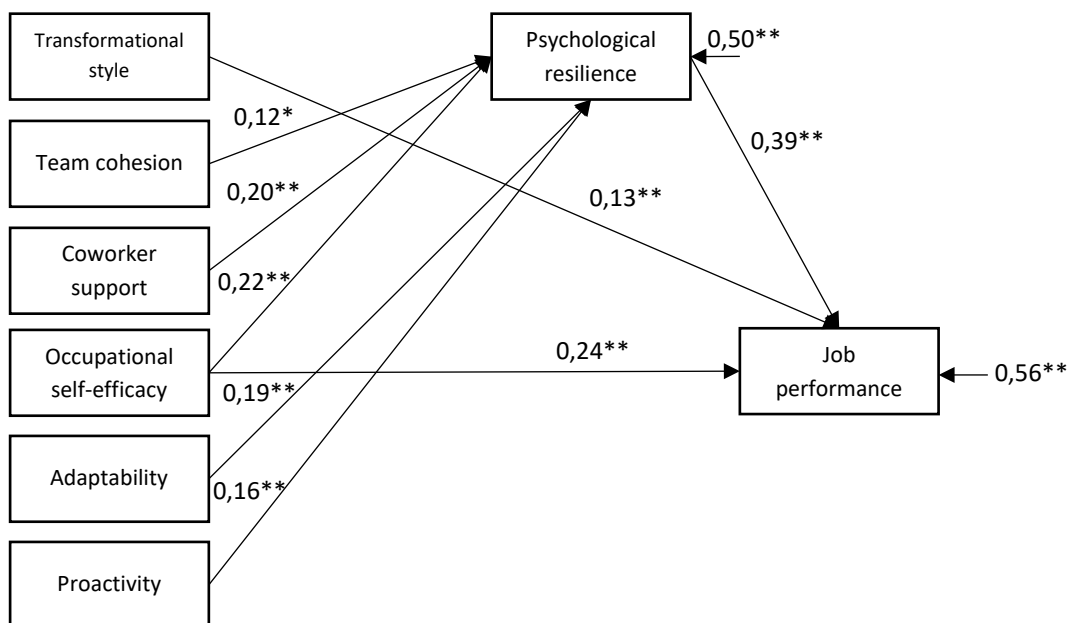 Transformational
style
Psychological
resilience
0,50**
0,12*
0,39**
Team cohesion
0,20**
0,13**
Coworker
support
0,22**
Occupational
self-efficacy
0,24**
Job
performance
0,56**
0,19**
Adaptability
0,16**
Proactivity